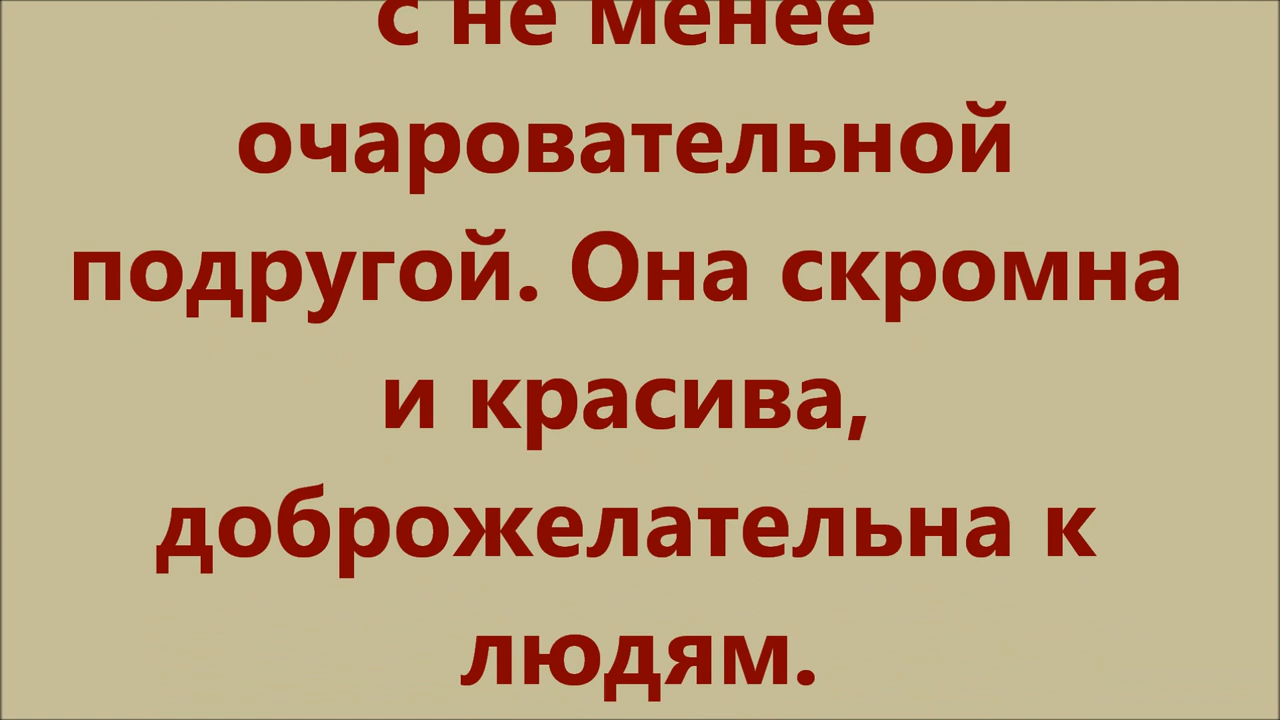 с не менее
очаровательной
подругой. Она скромна
и красива,
доброжелательна к
людям.